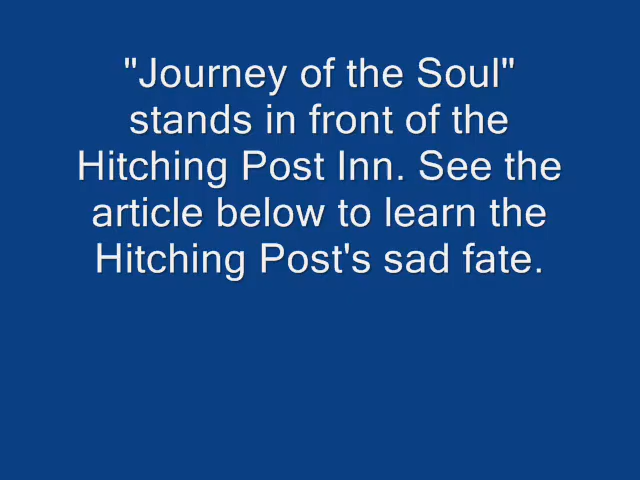 "Journey of the Soul"
stands in front of the
Hitching Post Inn. See the
article below to learn the
Hitching Post's sad fate.